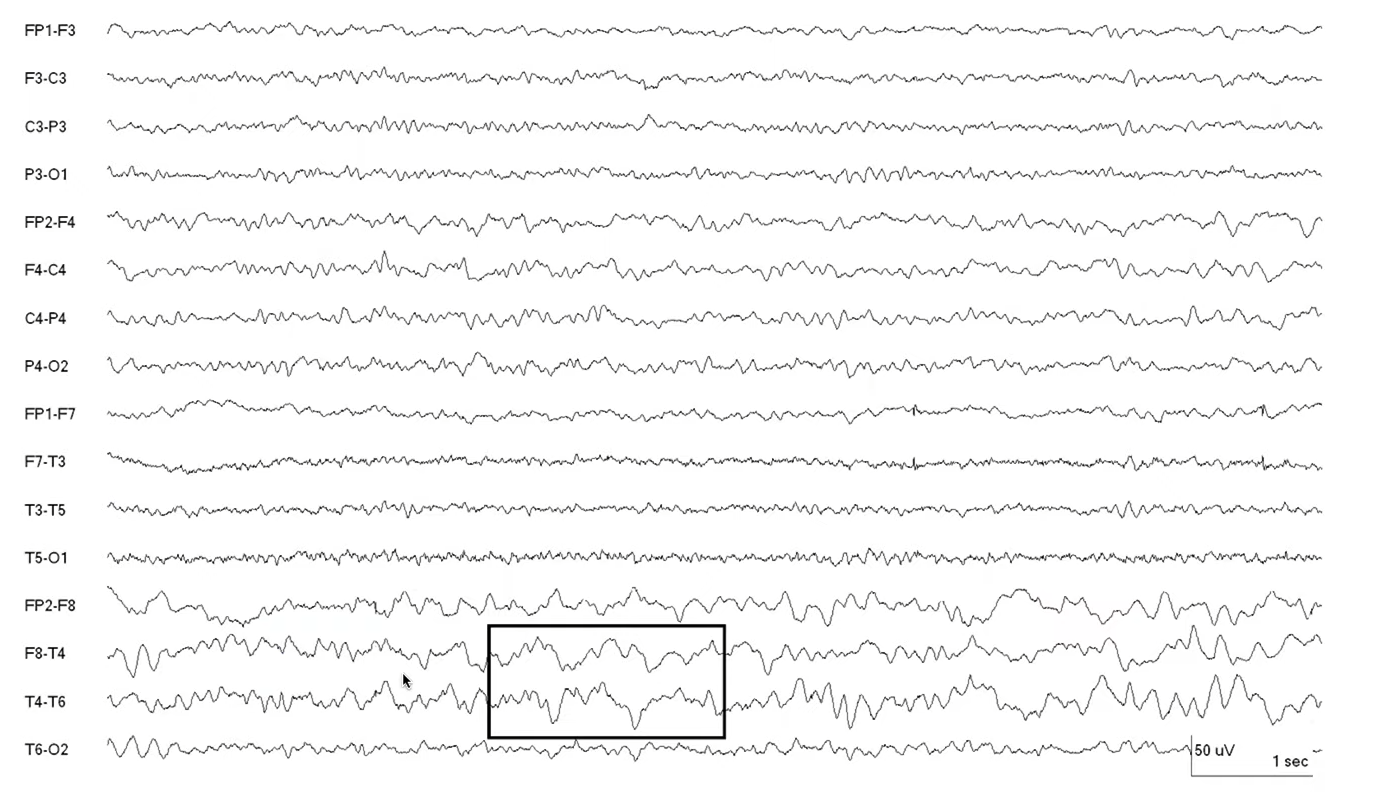 FP1-F3
F3-C3
C3-P3
P3-O1
FP2-F4
F4-C4
C4-P4
P4-O2
FP1-F7
F7-T3
T3-T5
T5-O1
FP2-F8
F8-T4
T4-T6
T6-O2
50 uV
1 sec